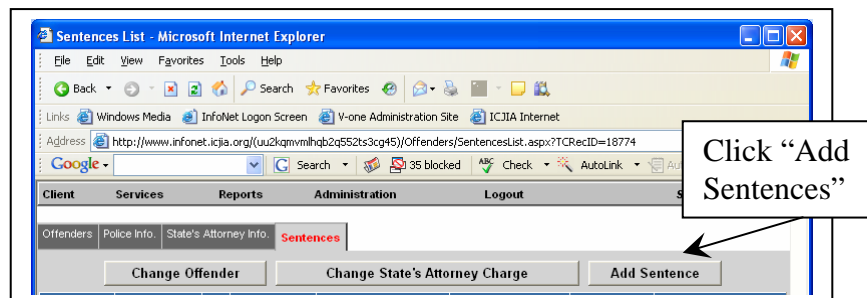 Sentences List - Microsoft Internet Explorer
File Edit View Favorites Tools Help
Back Search Favorites
Links Windows Media InfoNet Logon Screen V-one Administration Site ICJIA Internet
Address http://www.infonet.icjia.org/(uu2kqmvmlhqb2q552ts3cg45)/Offenders/SentencesList.aspx?TCRecID=18774
Google Search 35 blocked Check AutoLink
Click “Add
Sentences”
Client Services Reports Administration Logout
Offenders Police Info. State's Attorney Info. Sentences
Change Offender Change State's Attorney Charge Add Sentence